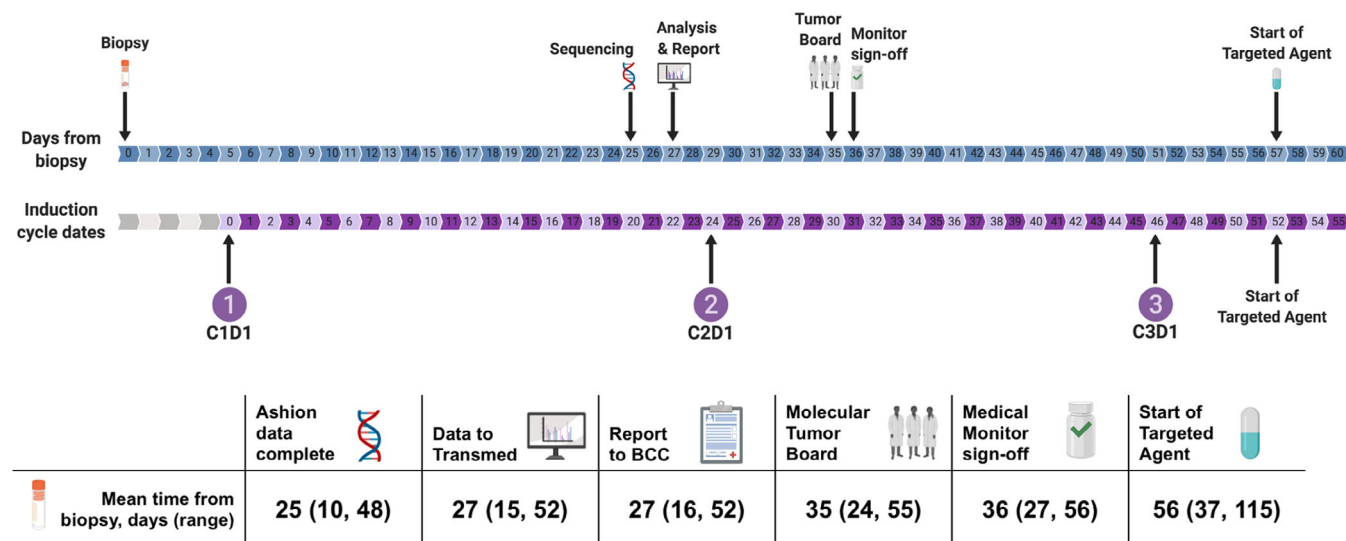 Biopsy
Sequencing
Analysis
& Report
Tumor
Board
Monitor
sign-off
Start of
Targeted Agent
Days from
biopsy
0 1 2 3 4 5 6 7 8 9 10 11 12 13 14 15 16 17 18 19 20 21 22 23 24 25 26 27 28 29 30 31 32 33 34 35 36 37 38 39 40 41 42 43 44 45 46 47 48 49 50 51 52 53 54 55 56 57 58 59 60
Induction
cycle dates
0 1 2 3 4 5 6 7 8 9 10 11 12 13 14 15 16 17 18 19 20 21 22 23 24 25 26 27 28 29 30 31 32 33 34 35 36 37 38 39 40 41 42 43 44 45 46 47 48 49 50 51 52 53 54 55
1
C1D1
2
C2D1
3
C3D1
Start of
Targeted Agent
Ashion
data
complete
Data to
Transmed
Report
to BCC
Molecular
Tumor
Board
Medical
Monitor
sign-off
Start of
Targeted
Agent
Mean time from
biopsy, days (range)
25 (10, 48)
27 (15, 52)
27 (16, 52)
35 (24, 55)
36 (27, 56)
56 (37, 115)